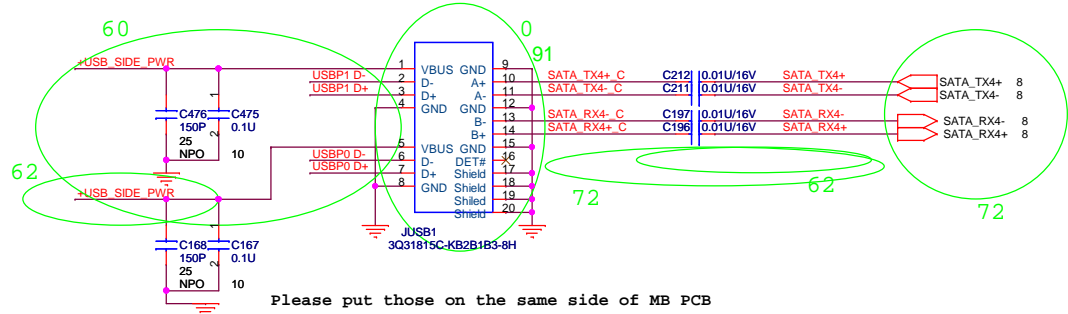 60
0
91
+USB_SIDE_PWR
1 VBUS GND 9
USBP1 D- 2 D- A+ 10 SATA_TX4+_C C212 0.01U/16V SATA_TX4+ SATA_TX4+ 8
USBP1 D+ 3 D+ A- 11 SATA_TX4-_C C211 0.01U/16V SATA_TX4- SATA_TX4- 8
4 GND GND 12
B- 13 SATA_RX4-_C C197 0.01U/16V SATA_RX4- SATA_RX4- 8
B+ 14 SATA_RX4+_C C196 0.01U/16V SATA_RX4+ SATA_RX4+ 8
C476 1 C475
150P 2 0.1U
25
NPO 10
5 VBUS GND 15
USBP0 D- 6 D- DET# 16
USBP0 D+ 7 D+ Shield 17
8 GND Shield 18
Shiled 19
Shield 20
62
62
72
72
+USB_SIDE_PWR
JUSB1
3Q31815C-KB2B1B3-8H
C168 1 C167
150P 2 0.1U
25
NPO 10
Please put those on the same side of MB PCB